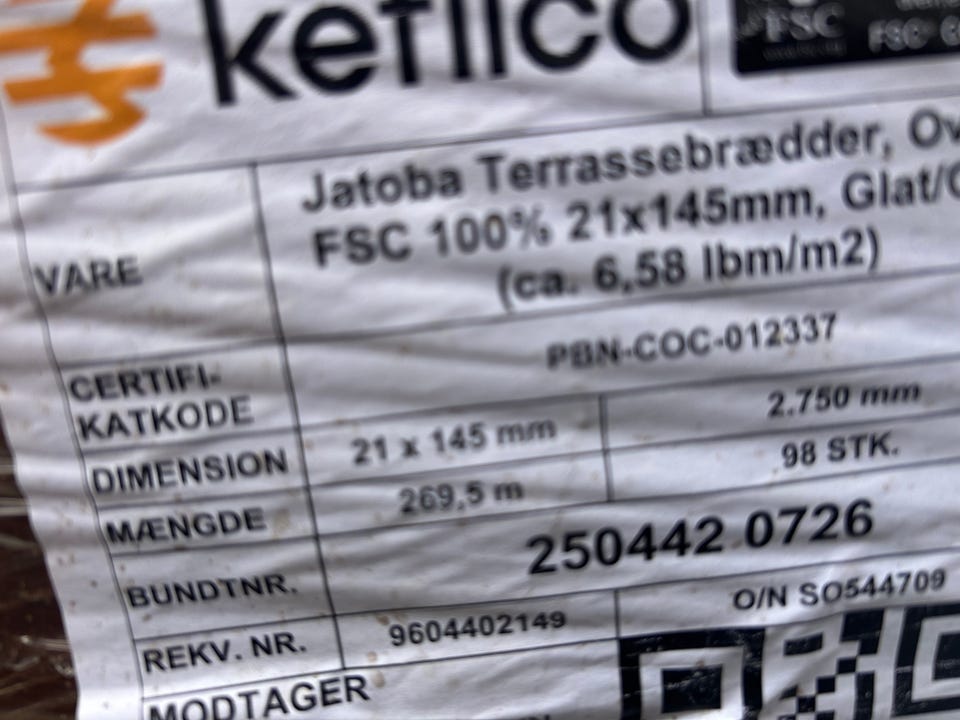 keflico
FSC
FSC®
VARE
Jatoba Terrassebrædder,
FSC 100% 21x145mm, Glat/
(ca. 6,58 lbm/m2)
CERTIFI-
KATKODE
PBN-COC-012337
DIMENSION
21 x 145 mm
2.750 mm
MÆNGDE
269,5 m
98 STK.
BUNDTNR.
250442 0726
REKV. NR.
9604402149
O/N SO544709
MODTAGER